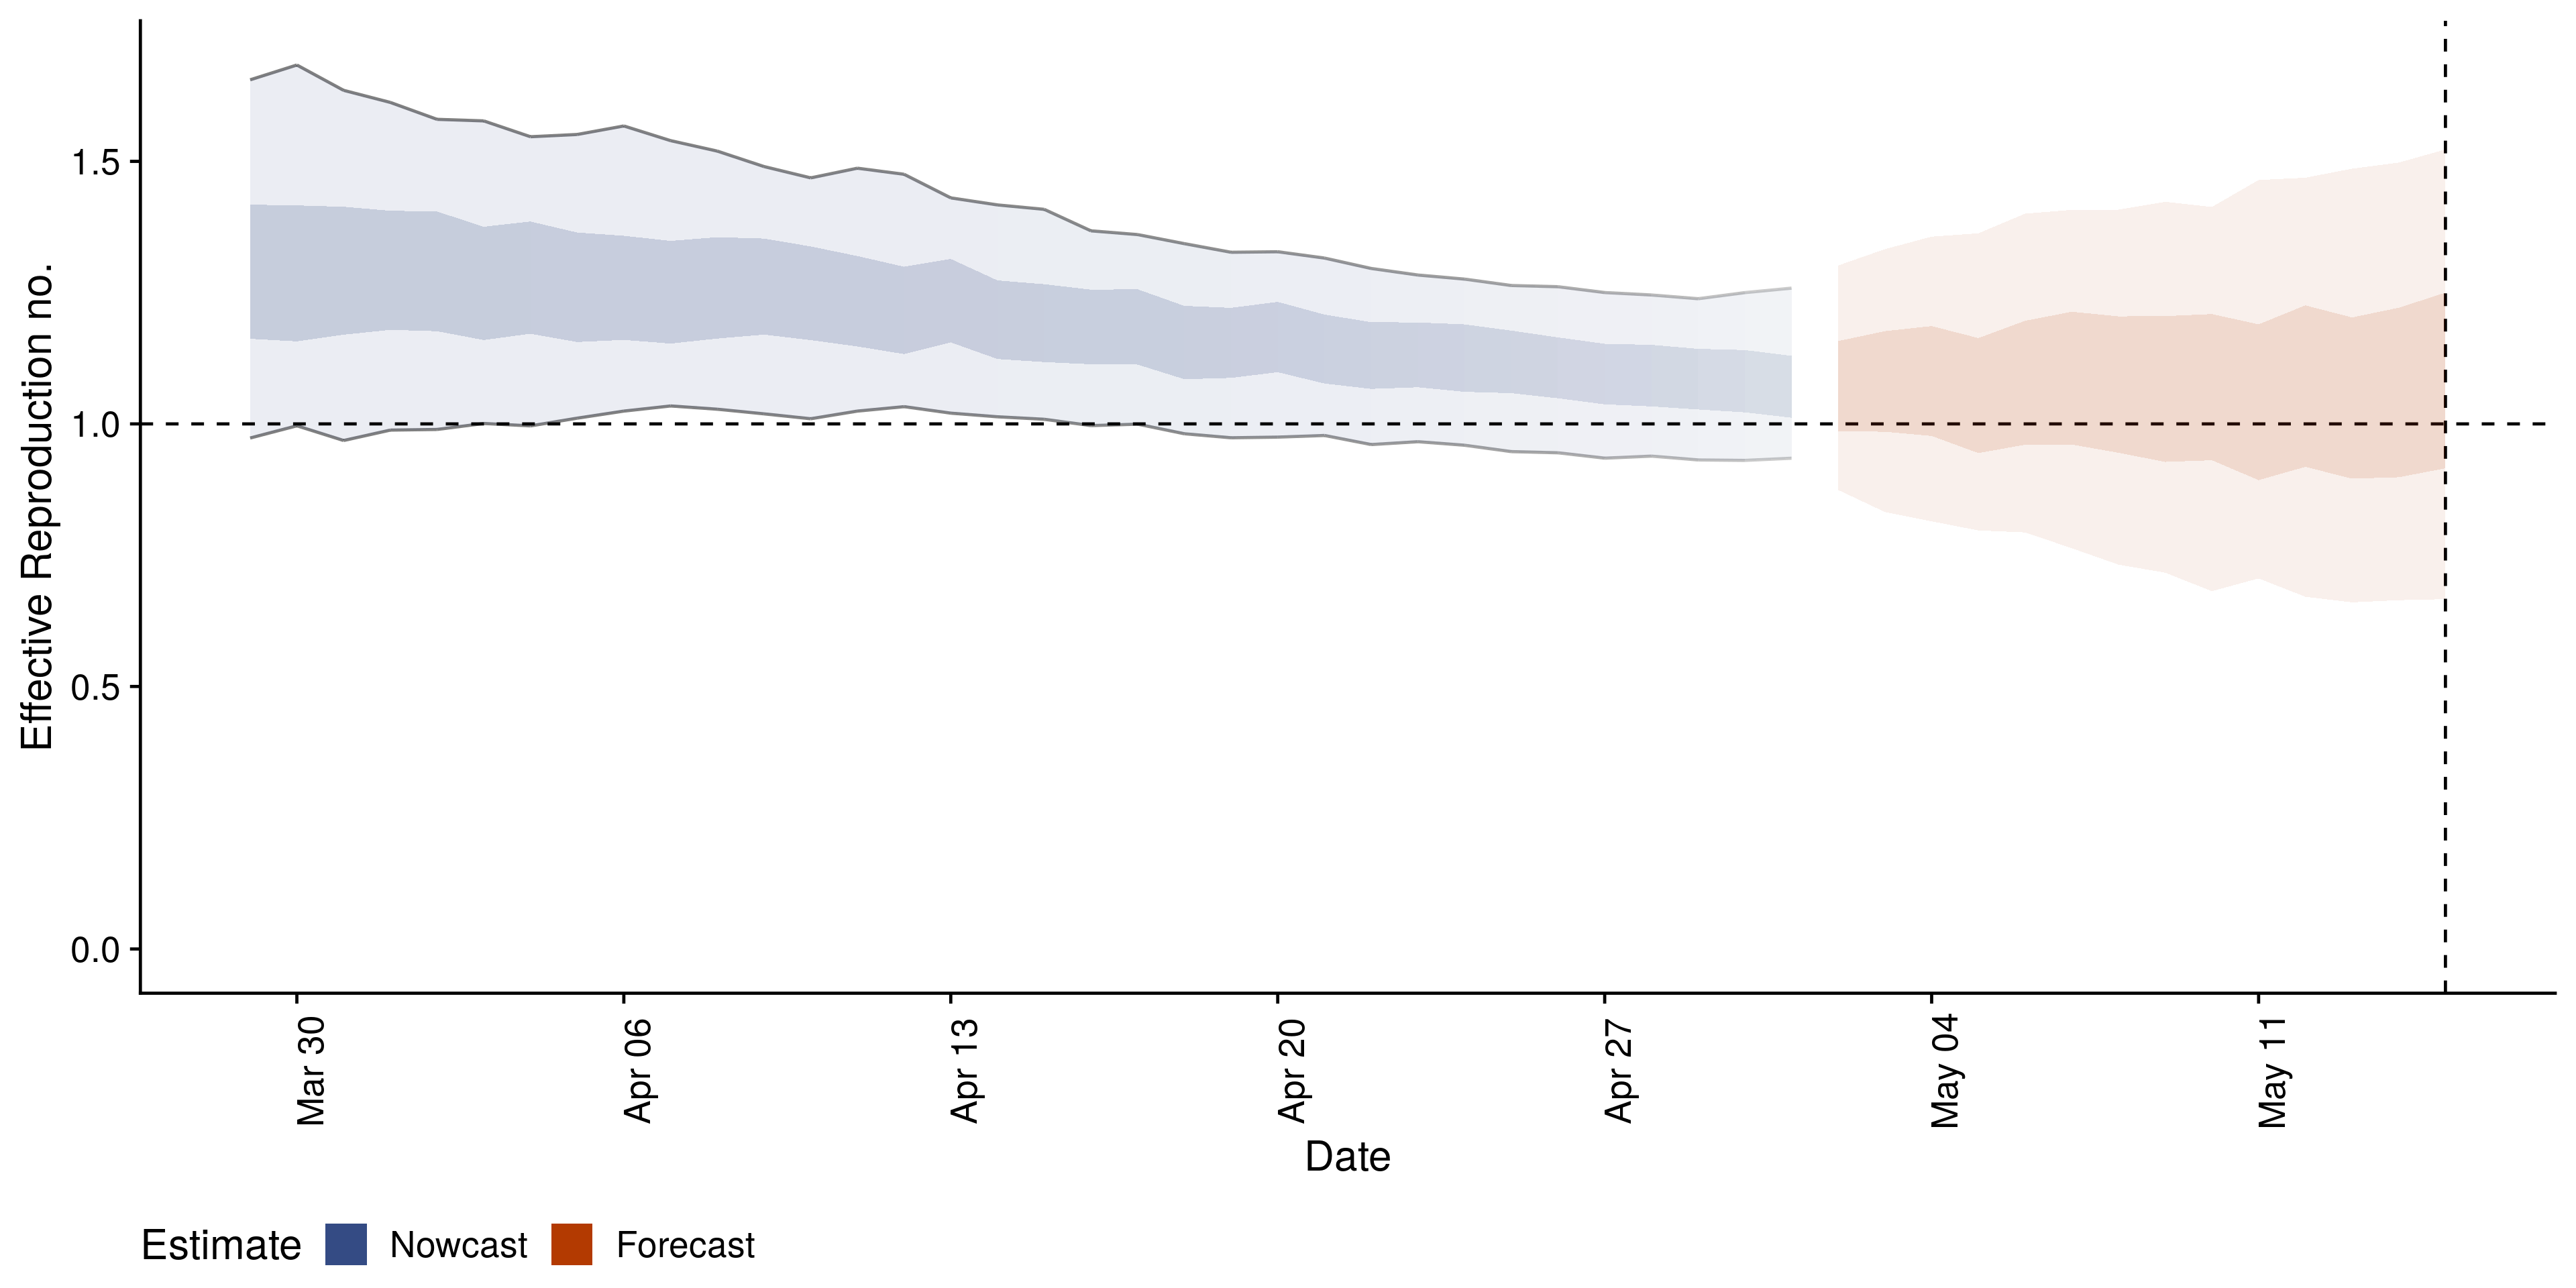 Effective Reproduction no.
1.5
1.0
0.5
0.0
Mar 30
Apr 06
Apr 13
Apr 20
Apr 27
May 04
May 11
Date
Estimate Nowcast Forecast